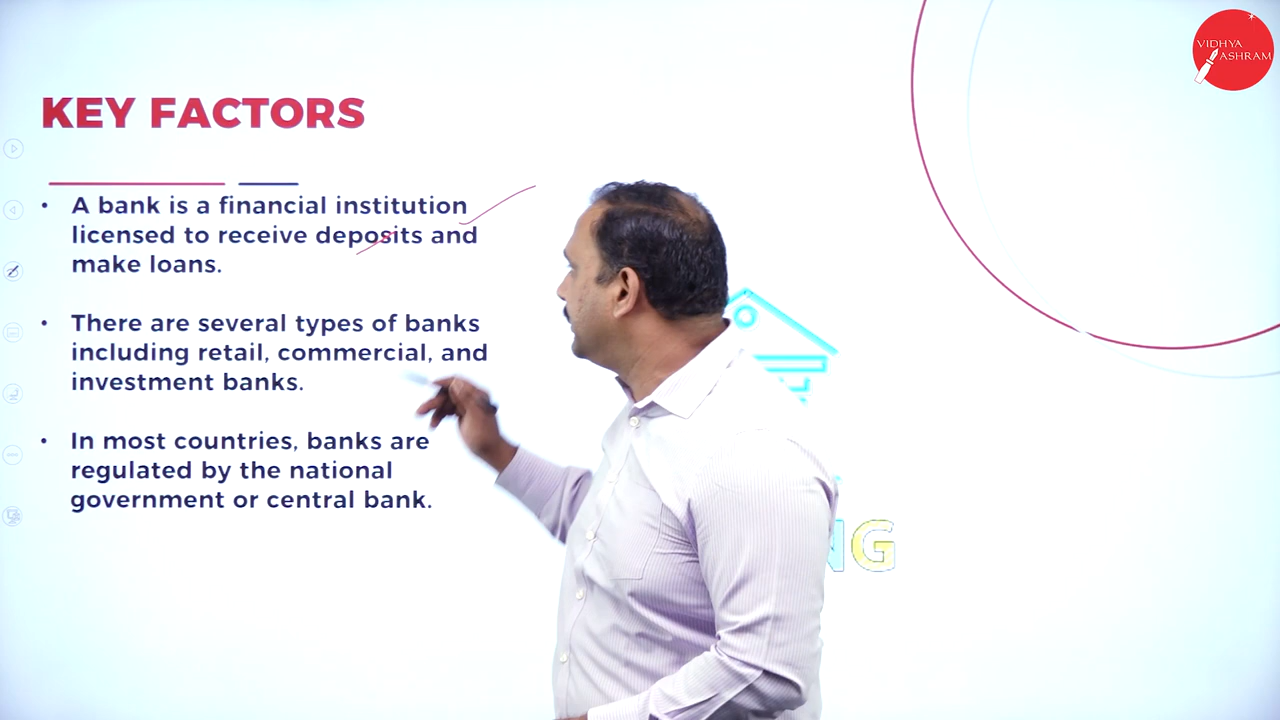 VIDHYA
ASHRAM
KEY FACTORS
• A bank is a financial institution
licensed to receive deposits and
make loans.
• There are several types of banks
including retail, commercial, and
investment banks.
• In most countries, banks are
regulated by the national
government or central bank.
NG